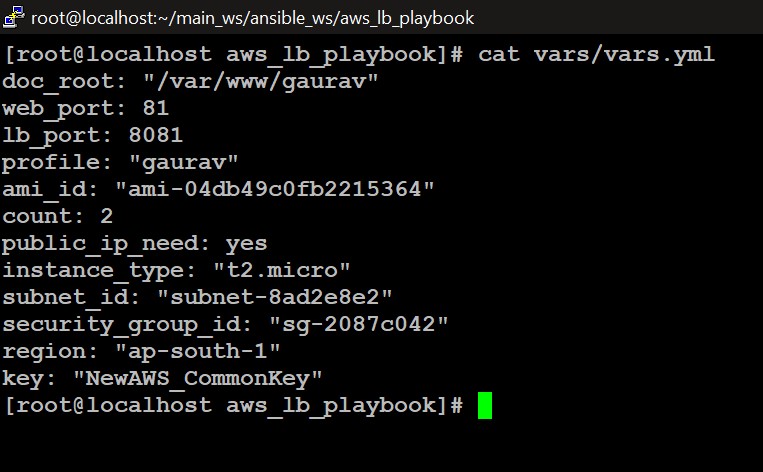 root@localhost:~/main_ws/ansible_ws/aws_lb_playbook
[root@localhost aws_lb_playbook]# cat vars/vars.yml
doc_root: "/var/www/gaurav"
web_port: 81
lb_port: 8081
profile: "gaurav"
ami_id: "ami-04db49c0fb2215364"
count: 2
public_ip_need: yes
instance_type: "t2.micro"
subnet_id: "subnet-8ad2e8e2"
security_group_id: "sg-2087c042"
region: "ap-south-1"
key: "NewAWS_CommonKey"
[root@localhost aws_lb_playbook]#